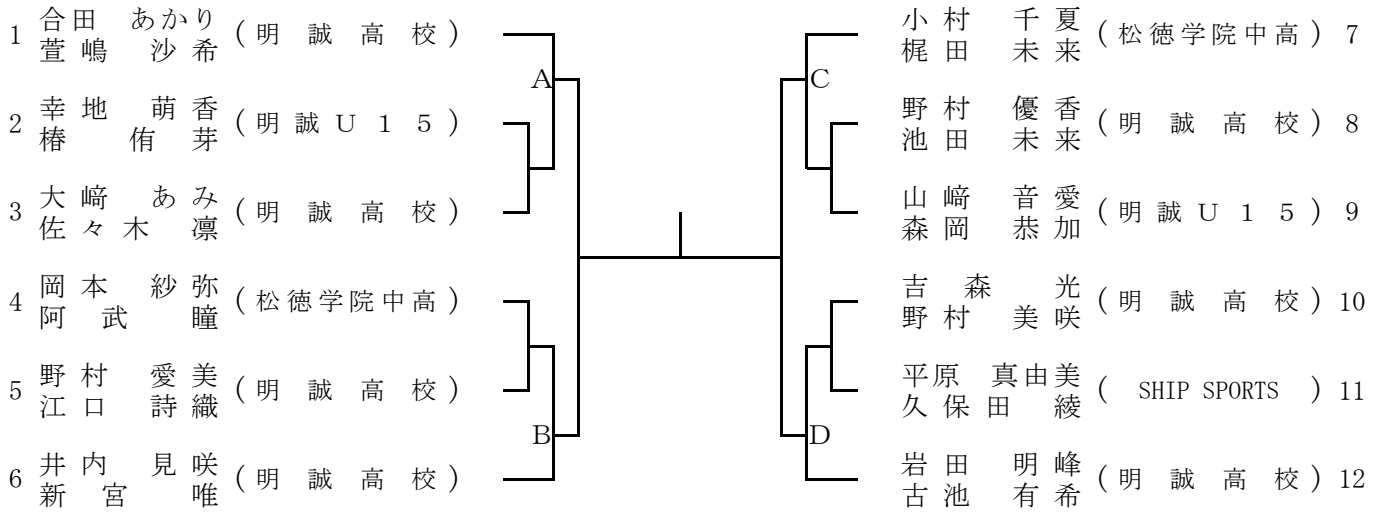 1 合田 あかり (明誠高校)
萱嶋 沙希
A
2 幸地 萌香 (明誠U15)
椿 侑芽
3 大﨑 あみ (明誠高校)
佐々木 凛
4 岡本 紗弥 (松徳学院中高)
阿武 瞳
5 野村 愛美 (明誠高校)
江口 詩織
B
6 井内 見咲 (明誠高校)
新宮 唯
小村 千夏 (松徳学院中高) 7
梶田 未来
C
野村 優香 (明誠高校) 8
池田 未来
山﨑 音愛 (明誠U15) 9
森岡 恭加
吉森 光 (明誠高校) 10
野村 美咲
平原 真由美 (SHIP SPORTS) 11
久保田 綾
D
岩田 明峰 (明誠高校) 12
古池 有希